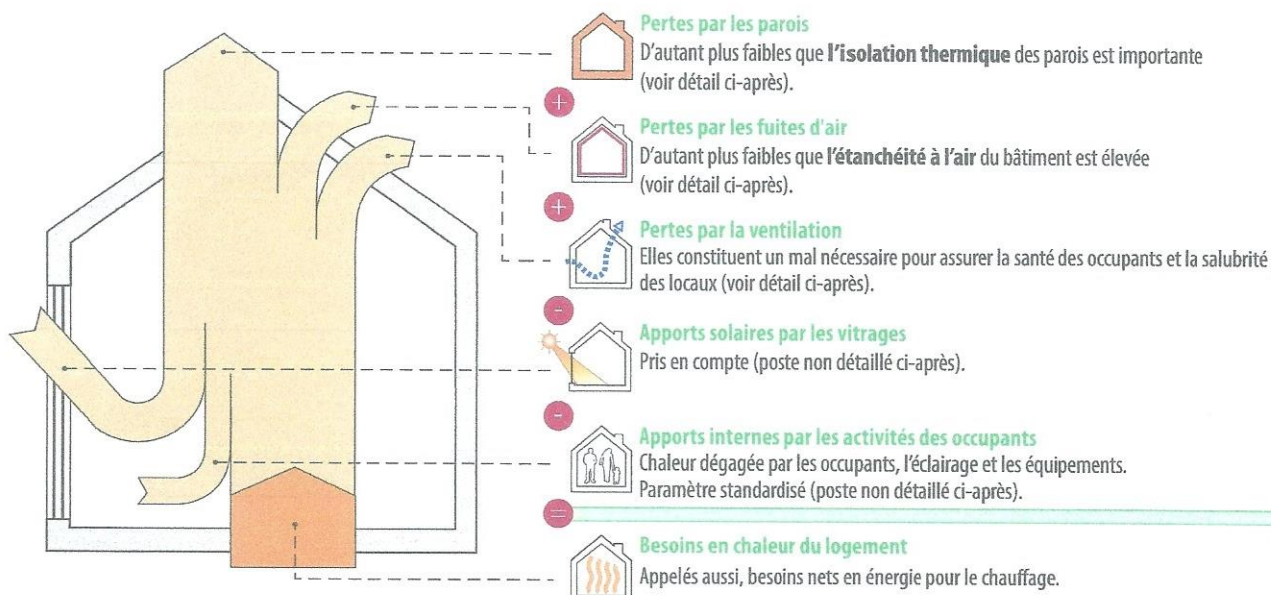 Pertes par les parois
D'autant plus faibles que l'isolation thermique des parois est importante
(voir détail ci-après).
+
Pertes par les fuites d'air
D'autant plus faibles que l'étanchéité à l'air du bâtiment est élevée
(voir détail ci-après).
+
Pertes par la ventilation
Elles constituent un mal nécessaire pour assurer la santé des occupants et la salubrité
des locaux (voir détail ci-après).
-
Apports solaires par les vitrages
Pris en compte (poste non détaillé ci-après).
-
Apports internes par les activités des occupants
Chaleur dégagée par les occupants, l'éclairage et les équipements.
Paramètre standardisé (poste non détaillé ci-après).
=
Besoins en chaleur du logement
Appelés aussi, besoins nets en énergie pour le chauffage.